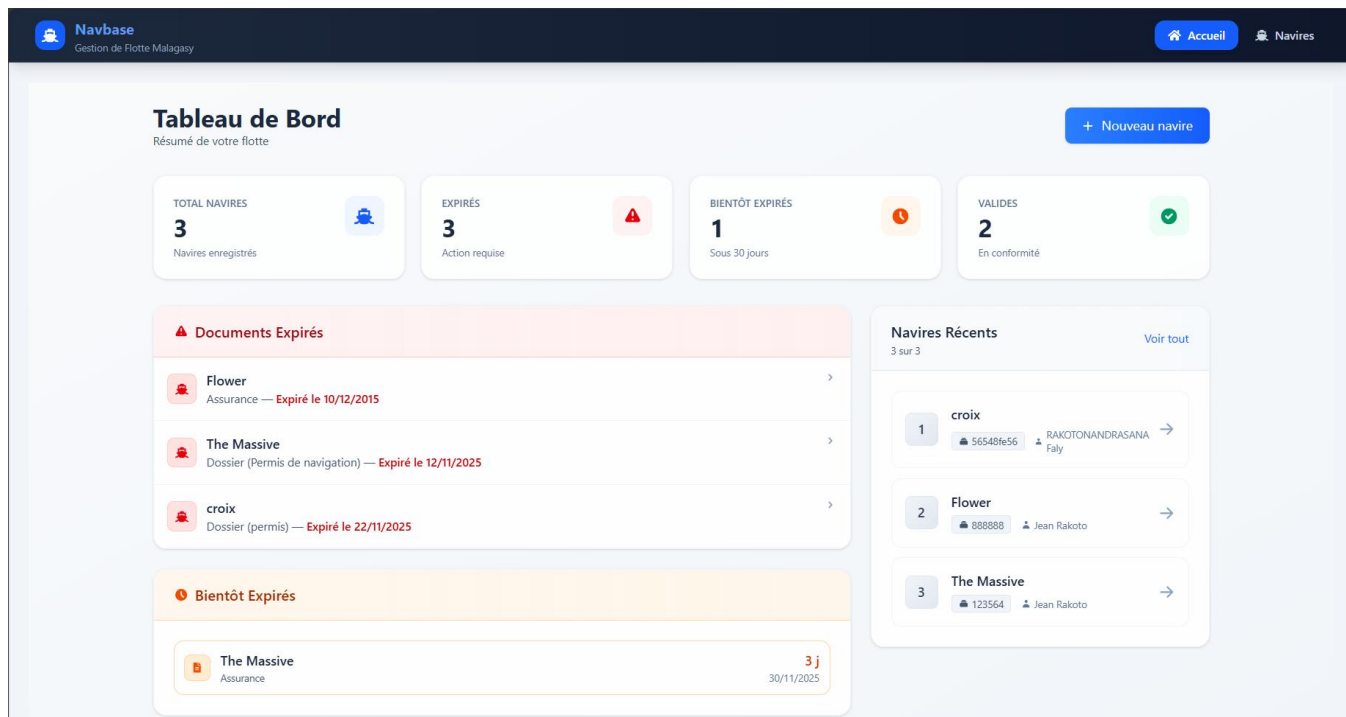 Navbase
Gestion de Flotte Malagasy
Accueil
Navires
Tableau de Bord
Résumé de votre flotte
+ Nouveau navire
TOTAL NAVIRES
3
Navires enregistrés
EXPIRÉS
3
Action requise
BIENTÔT EXPIRÉS
1
Sous 30 jours
VALIDES
2
En conformité
Documents Expirés
Flower
Assurance — Expiré le 10/12/2015
The Massive
Dossier (Permis de navigation) — Expiré le 12/11/2025
croix
Dossier (permis) — Expiré le 22/11/2025
Bientôt Expirés
The Massive
Assurance
3 j
30/11/2025
Navires Récents
3 sur 3
Voir tout
1
croix
56548fe56
RAKOTONANDRASANA
Faly
2
Flower
888888
Jean Rakoto
3
The Massive
123564
Jean Rakoto